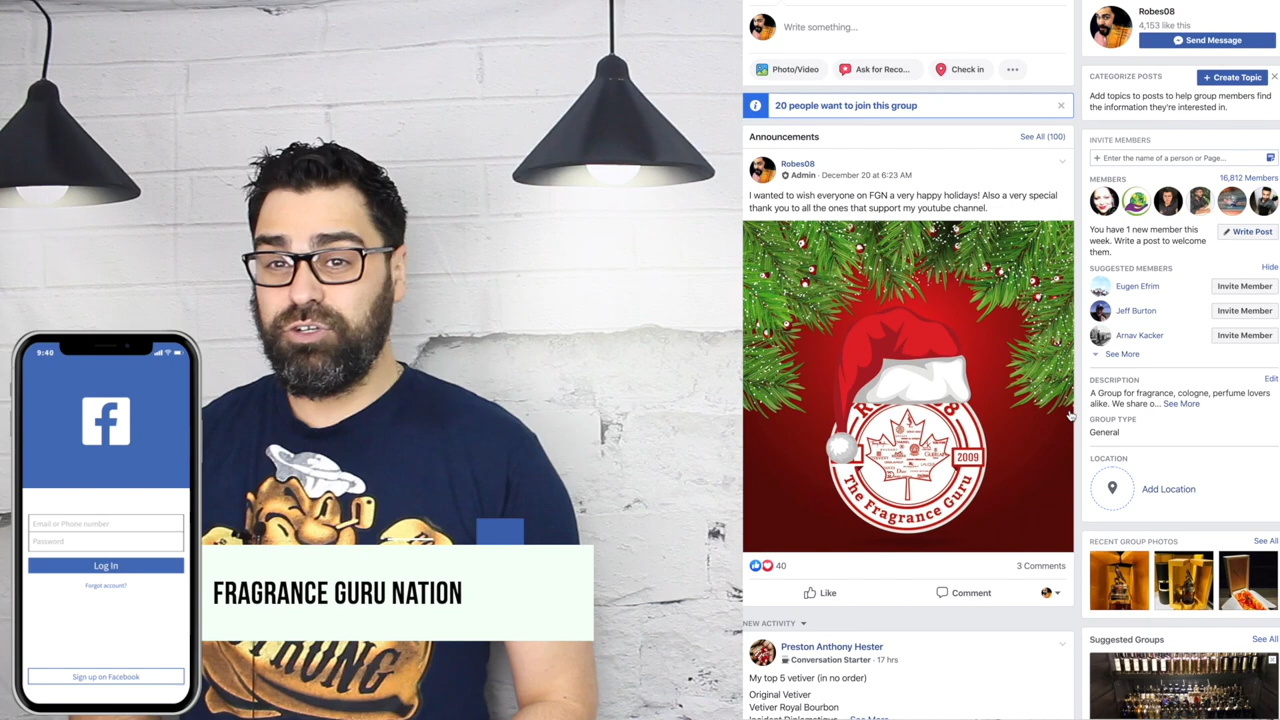 9:40
Email or Phone number
Password
Log In
Forgot account?
Sign up on Facebook
FRAGRANCE GURU NATION
STRONG
Write something...
Photo/Video
Ask for Reco...
Check in
20 people want to join this group
Announcements
See All (100)
Robes08
Admin · December 20 at 6:23 AM
I wanted to wish everyone on FGN a very happy holidays! Also a very special
thank you to all the ones that support my youtube channel.
2009
The Fragrance Guru
40
3 Comments
Like
Comment
NEW ACTIVITY
Preston Anthony Hester
Conversation Starter · 17 hrs
My top 5 vetiver (in no order)
Original Vetiver
Vetiver Royal Bourbon
See More
Robes08
4,153 like this
Send Message
CATEGORIZE POSTS
+ Create Topic
Add topics to posts to help group members find
the information they're interested in.
INVITE MEMBERS
+ Enter the name of a person or Page...
MEMBERS
16,812 Members
You have 1 new member this
week. Write a post to welcome
them.
Write Post
SUGGESTED MEMBERS
Hide
Eugen Efrim
Invite Member
Jeff Burton
Invite Member
Arnav Kacker
Invite Member
See More
DESCRIPTION
Edit
A Group for fragrance, cologne, perfume lovers
alike. We share o... See More
GROUP TYPE
General
LOCATION
Add Location
RECENT GROUP PHOTOS
See All
Suggested Groups
See All